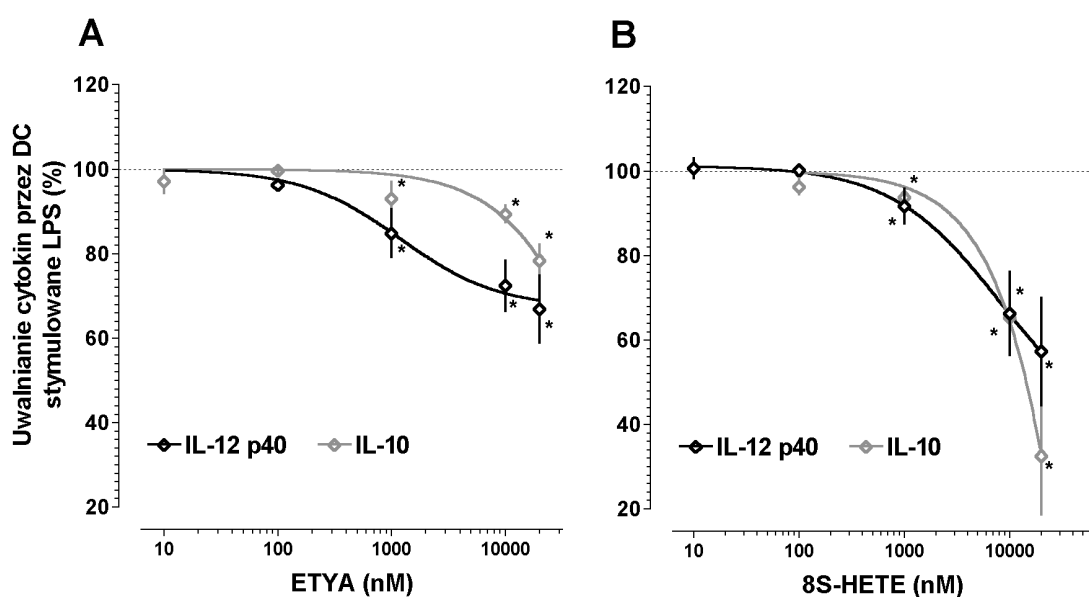 A
Uwalnianie cytokin przez DC
stymulowane LPS (%)
120
100
80
60
40
20
* * * * * *
IL-12 p40 IL-10
10 100 1000 10000
ETYA (nM)
B
120
100
80
60
40
20
* * * * * *
IL-12 p40 IL-10
10 100 1000 10000
8S-HETE (nM)